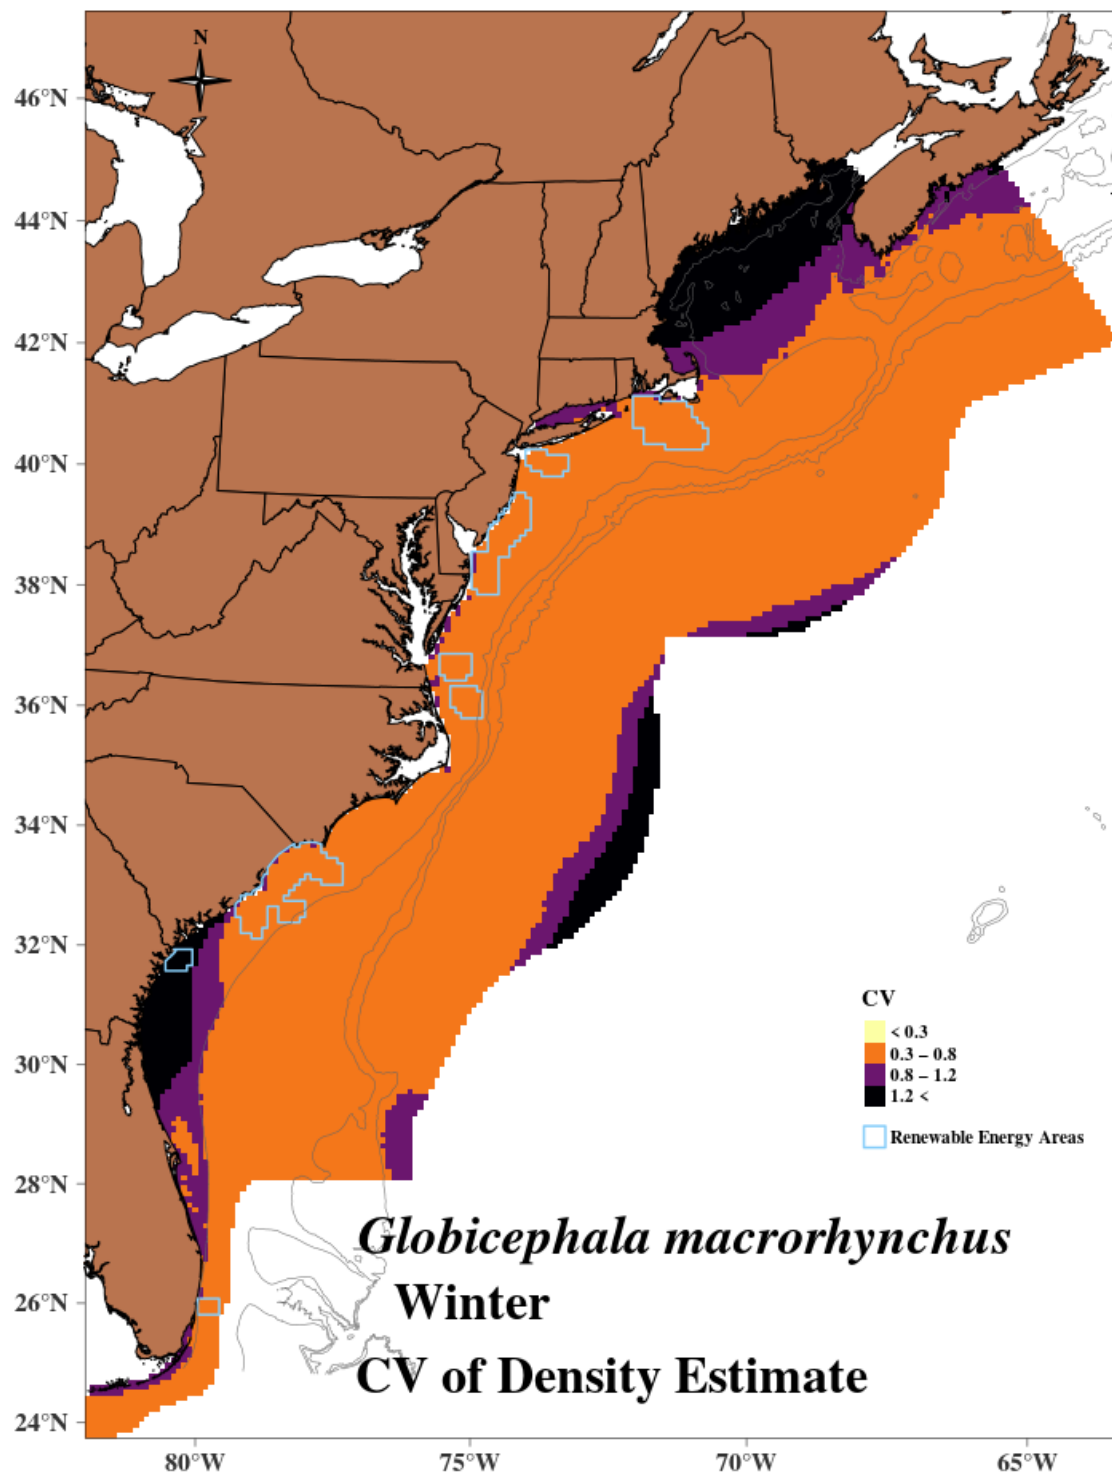 N
46°N
44°N
42°N
40°N
38°N
36°N
34°N
32°N
30°N
28°N
26°N
24°N
CV
< 0.3
0.3 – 0.8
0.8 – 1.2
1.2 <
Renewable Energy Areas
Globicephala macrorhynchus
Winter
CV of Density Estimate
80°W
75°W
70°W
65°W